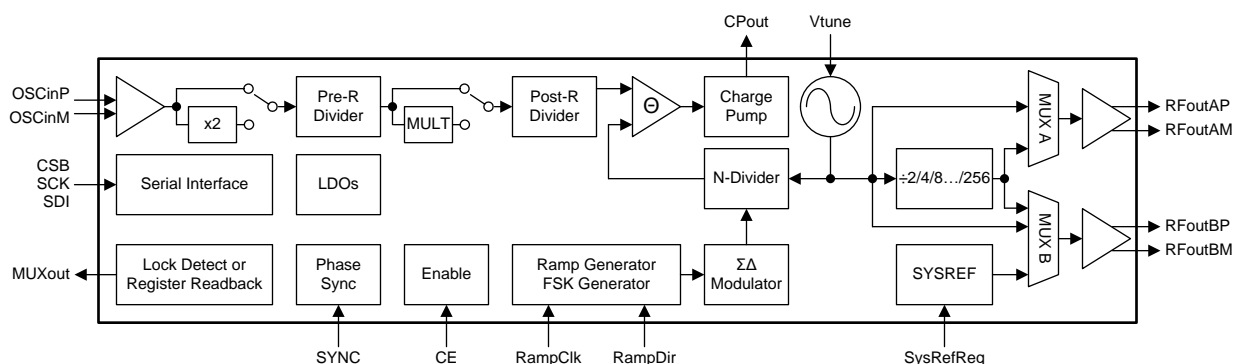 CPout
Vtune
OSCinP
OSCinM
x2
Pre-R
Divider
MULT
Post-R
Divider
Θ
Charge
Pump
MUX A
RFoutAP
RFoutAM
CSB
SCK
SDI
Serial Interface
LDOs
N-Divider
÷2/4/8.../256
MUX B
RFoutBP
RFoutBM
MUXout
Lock Detect or
Register Readback
Phase
Sync
Enable
Ramp Generator
FSK Generator
ΣΔ
Modulator
SYSREF
SYNC
CE
RampClk
RampDir
SysRefReq